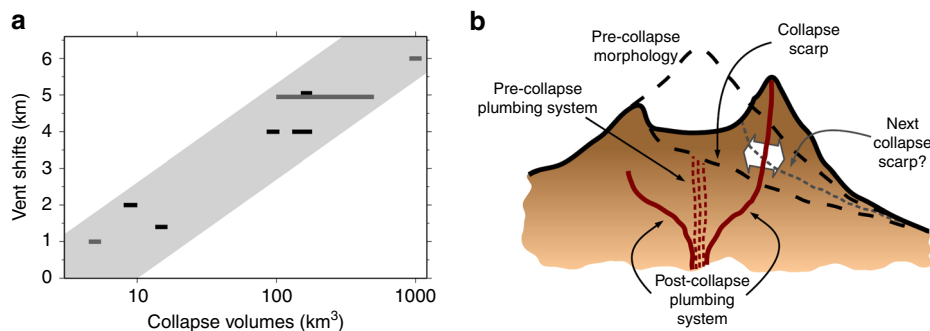 a
Vent shifts (km)
6
5
4
3
2
1
0
10
100
1000
Collapse volumes (km³)
b
Pre-collapse
morphology
Collapse
scarp
Pre-collapse
plumbing system
Next
collapse
scarp?
Post-collapse
plumbing
system